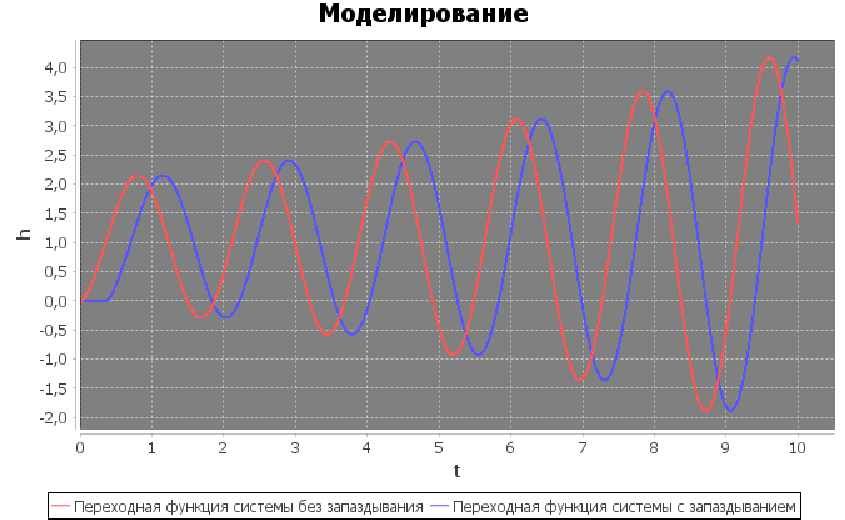 Моделирование
4,0
3,5
3,0
2,5
2,0
1,5
1,0
0,5
0,0
-0,5
-1,0
-1,5
-2,0
h
0 1 2 3 4 5 6 7 8 9 10
t
Переходная функция системы без запаздывания Переходная функция системы с запаздыванием